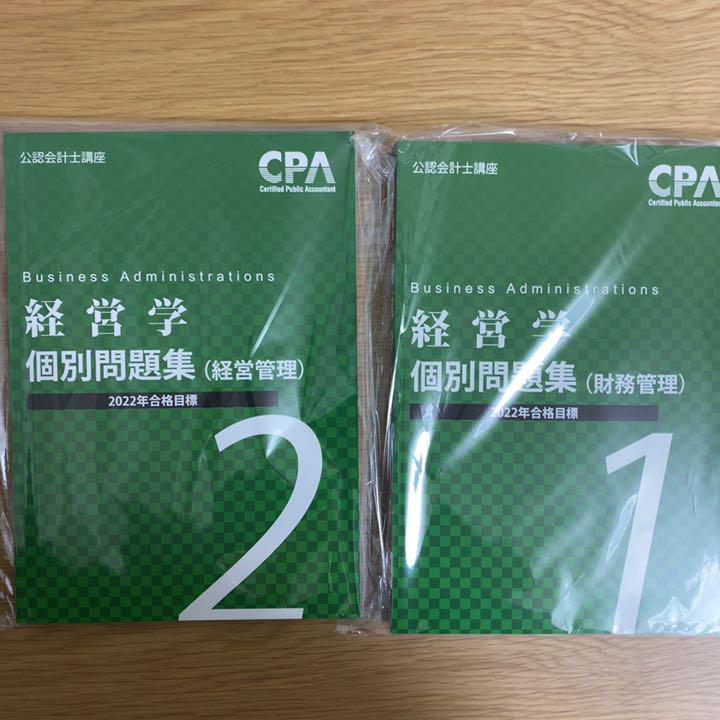 公認会計士講座
CPA
Certified Public Accountant
Business Administrations
経営学
個別問題集(経営管理)
2022年合格目標
2
公認会計士講座
CPA
Certified Public Accountant
Business Administrations
経営学
個別問題集(財務管理)
2022年合格目標
1